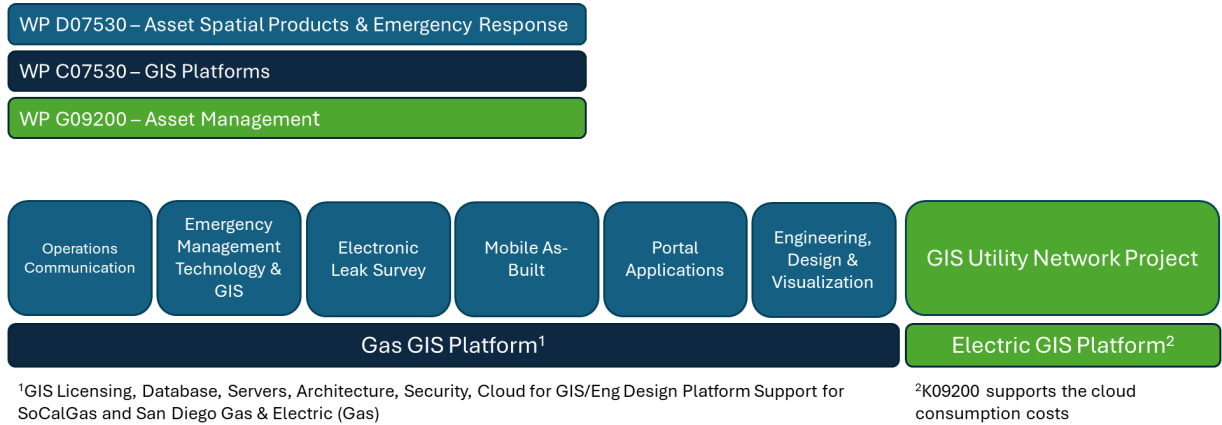 WP D07530 – Asset Spatial Products & Emergency Response
WP C07530 – GIS Platforms
WP G09200 – Asset Management
Operations
Communication
Emergency
Management
Technology &
GIS
Electronic
Leak Survey
Mobile As-
Built
Portal
Applications
Engineering,
Design &
Visualization
GIS Utility Network Project
Gas GIS Platform¹
Electric GIS Platform²
¹GIS Licensing, Database, Servers, Architecture, Security, Cloud for GIS/Eng Design Platform Support for
SoCalGas and San Diego Gas & Electric (Gas)
²K09200 supports the cloud
consumption costs